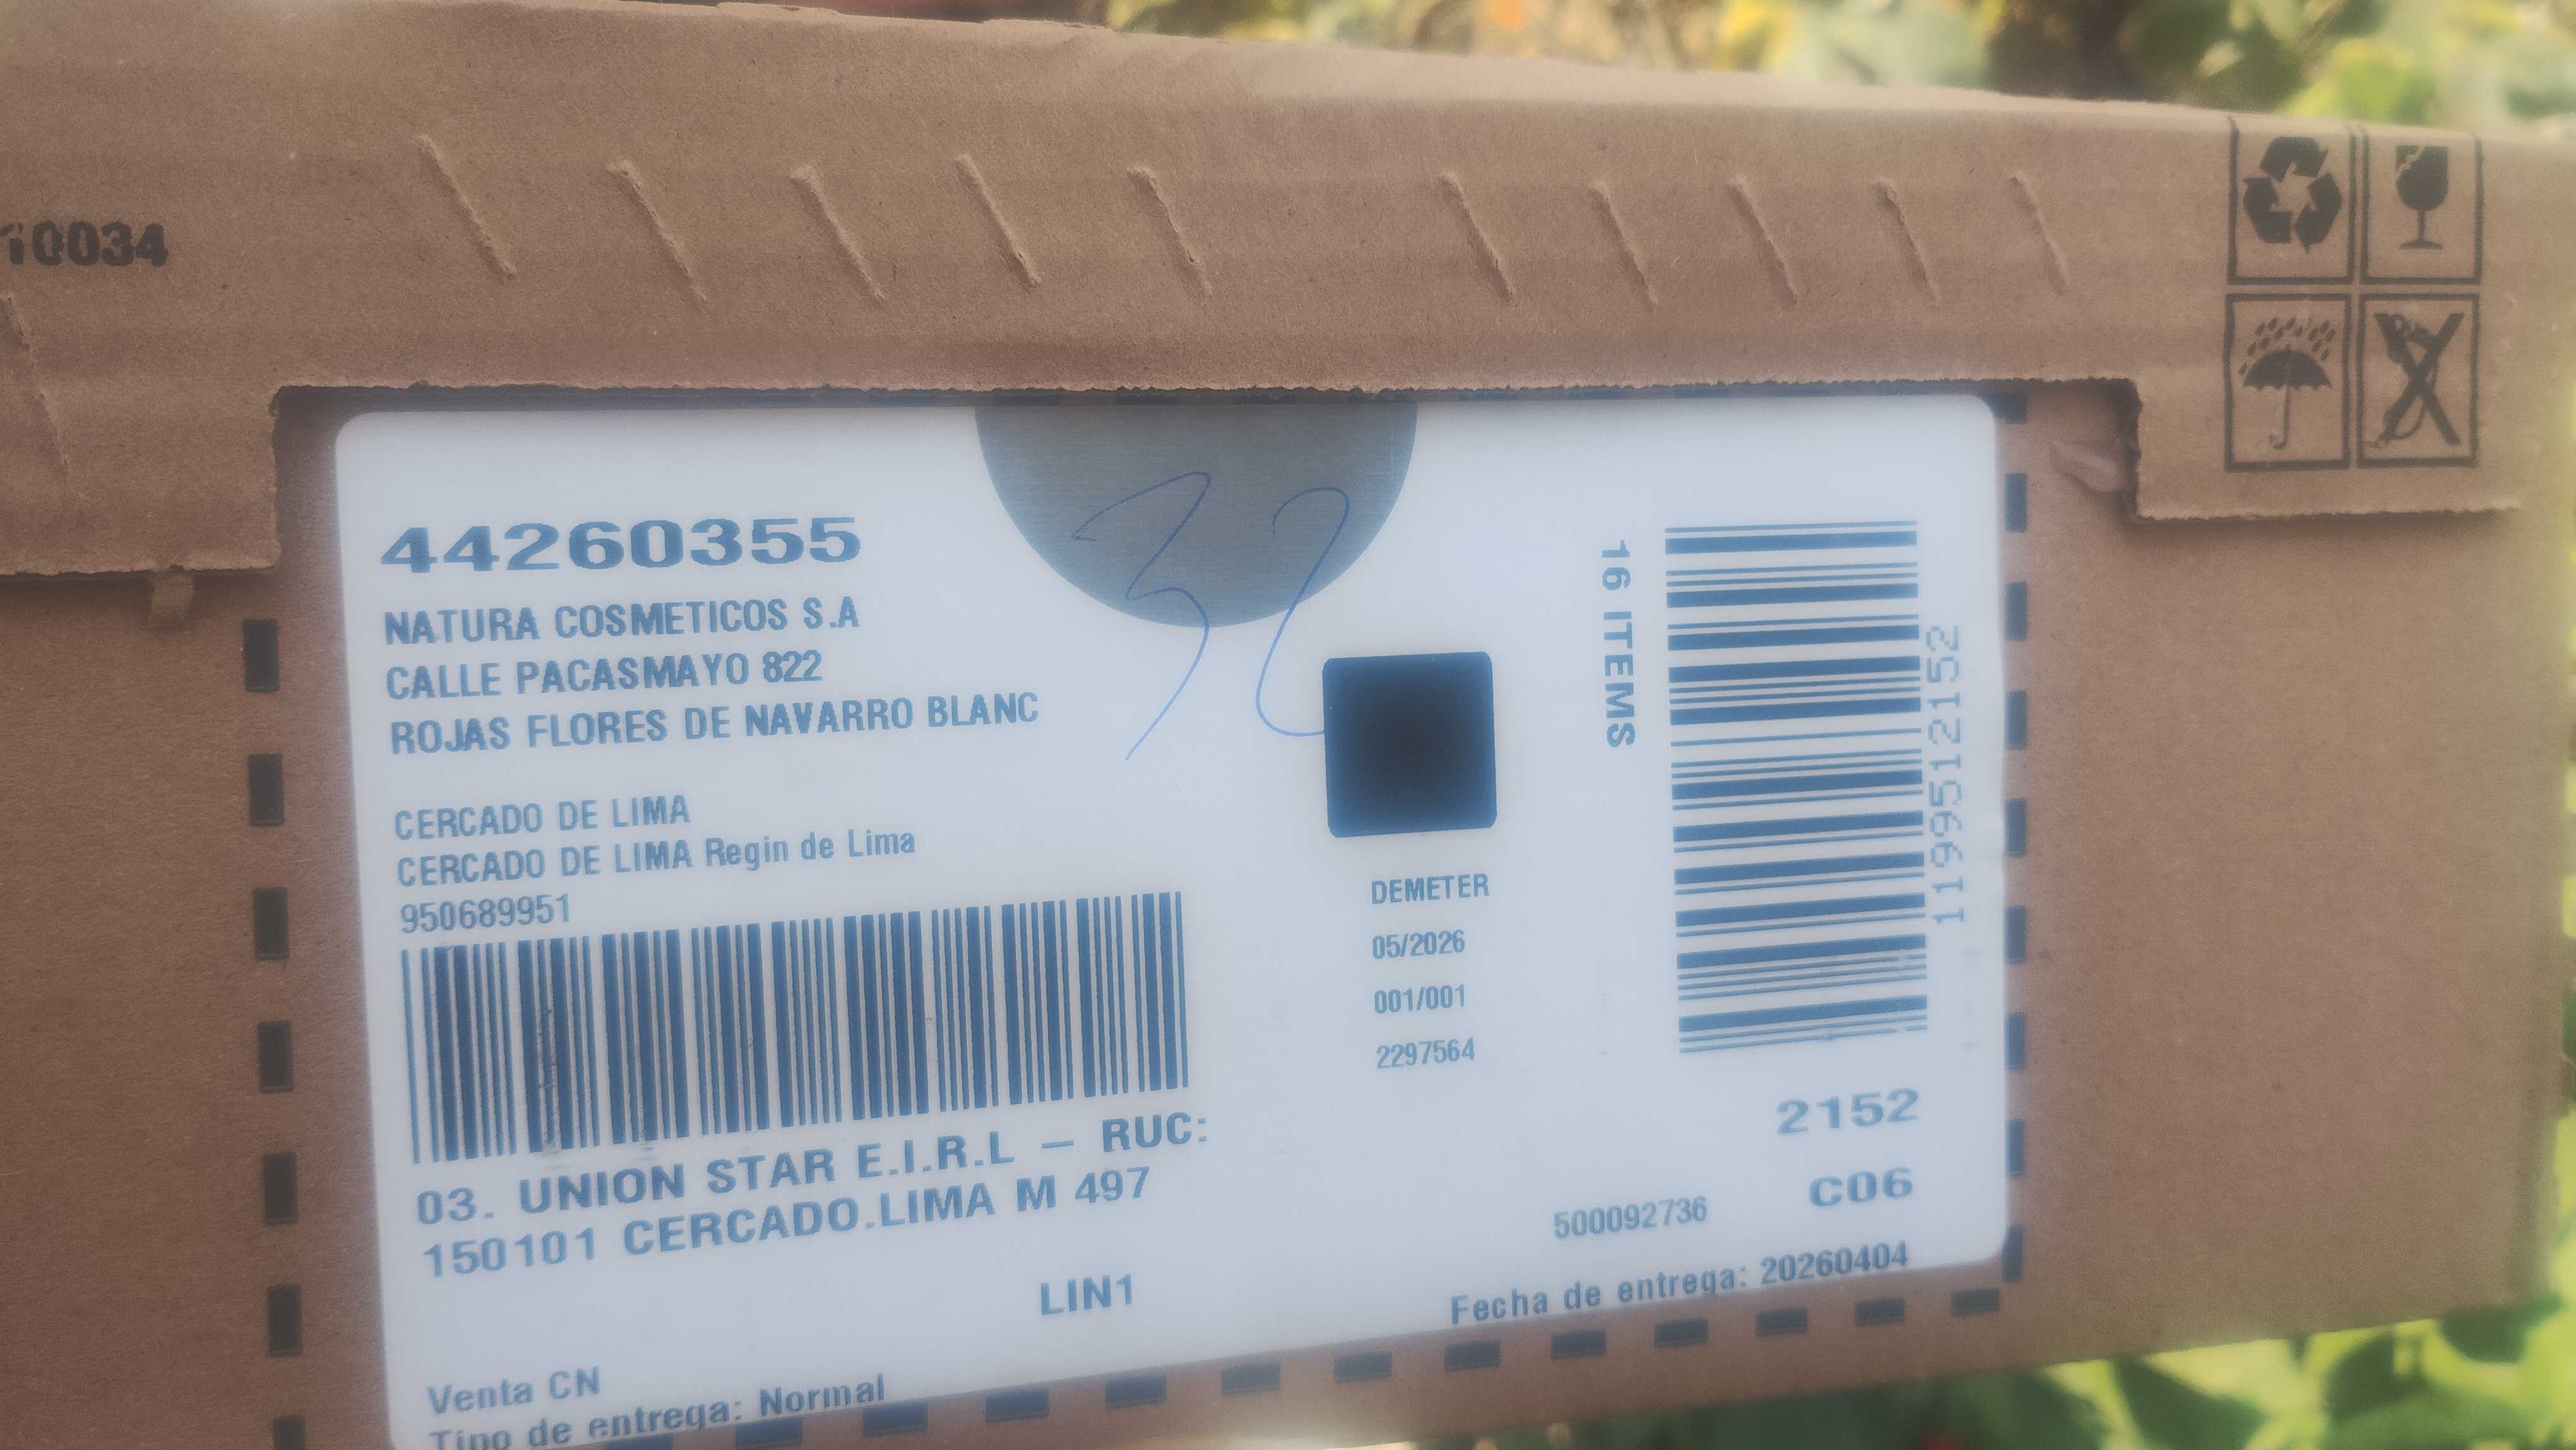 10034
32
44260355
NATURA COSMETICOS S.A
CALLE PACASMAYO 822
ROJAS FLORES DE NAVARRO BLANC
CERCADO DE LIMA
CERCADO DE LIMA Regin de Lima
950689951
03. UNION STAR E.I.R.L – RUC:
150101 CERCADO.LIMA M 497
LIN1
Venta CN
Tipo de entrega: Normal
DEMETER
05/2026
001/001
2297564
16 ITEMS
1199512152
2152
C06
500092736
Fecha de entrega: 20260404